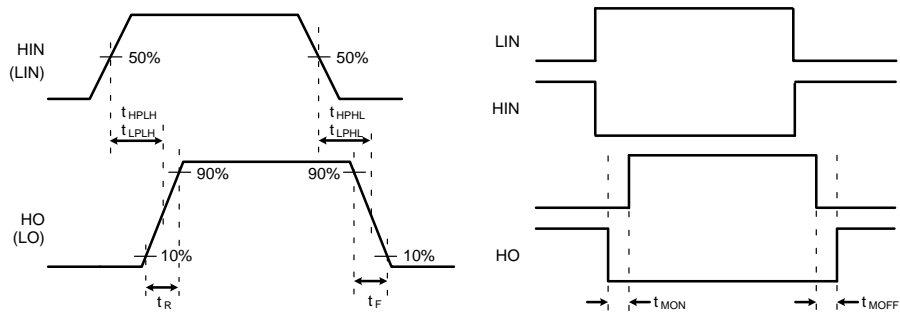 HIN
(LIN)
50%
50%
tHPLH
tLPLH
tHPHL
tLPHL
HO
(LO)
90%
90%
10%
10%
tR
tF
LIN
HIN
HO
tMON
tMOFF